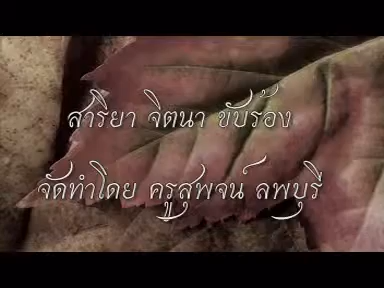 สาริยา จิตนา ขับร้อง
จัดทำโดย ครูสุพจน์ ลพบุรี